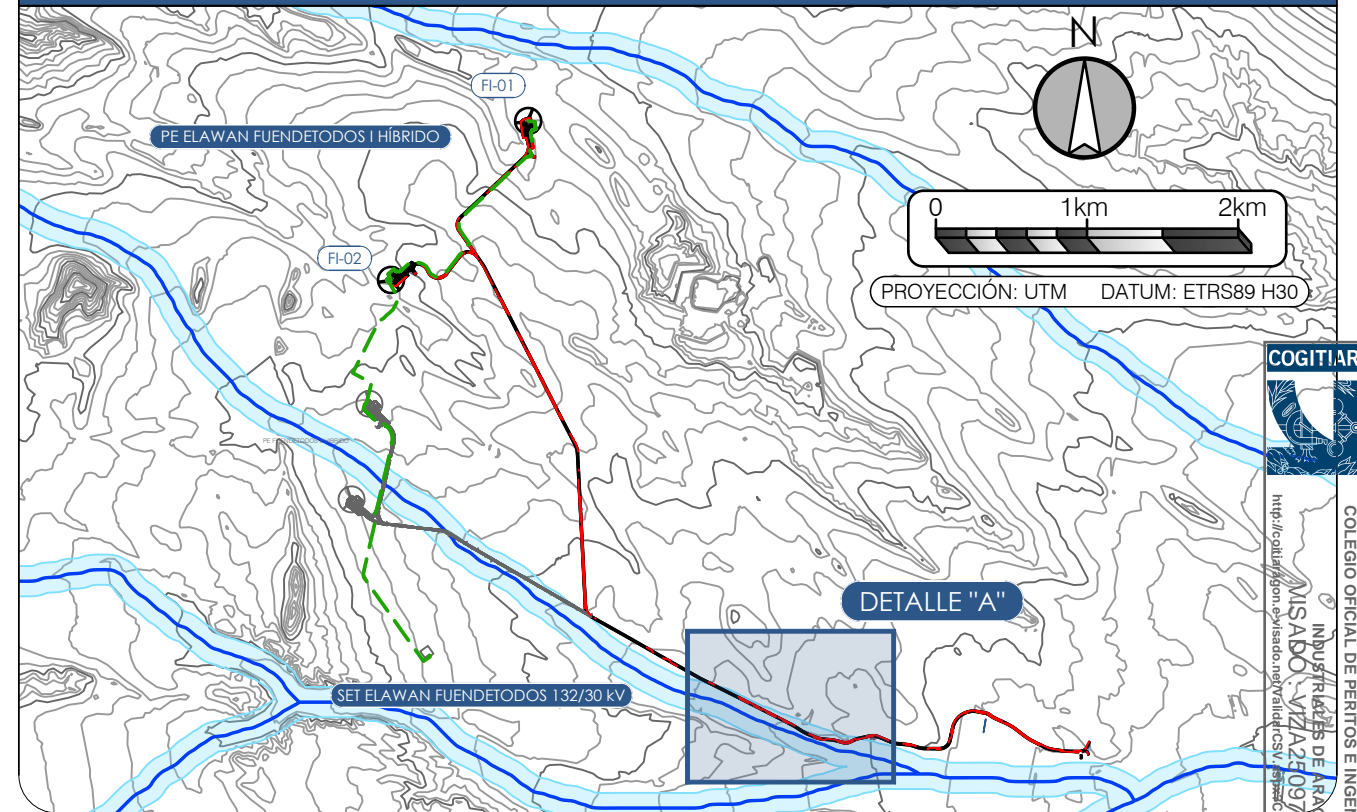 N
FI-01
PE ELAWAN FUENDETODOS I HÍBRIDO
0 1km 2km
FI-02
PROYECCIÓN: UTM DATUM: ETRS89 H30
COGITIAR
DETALLE "A"
SET ELAWAN FUENDETODOS 132/30 kV
COLEGIO OFICIAL DE PERITOS E INGEN
INDUSTRIALES DE ARA